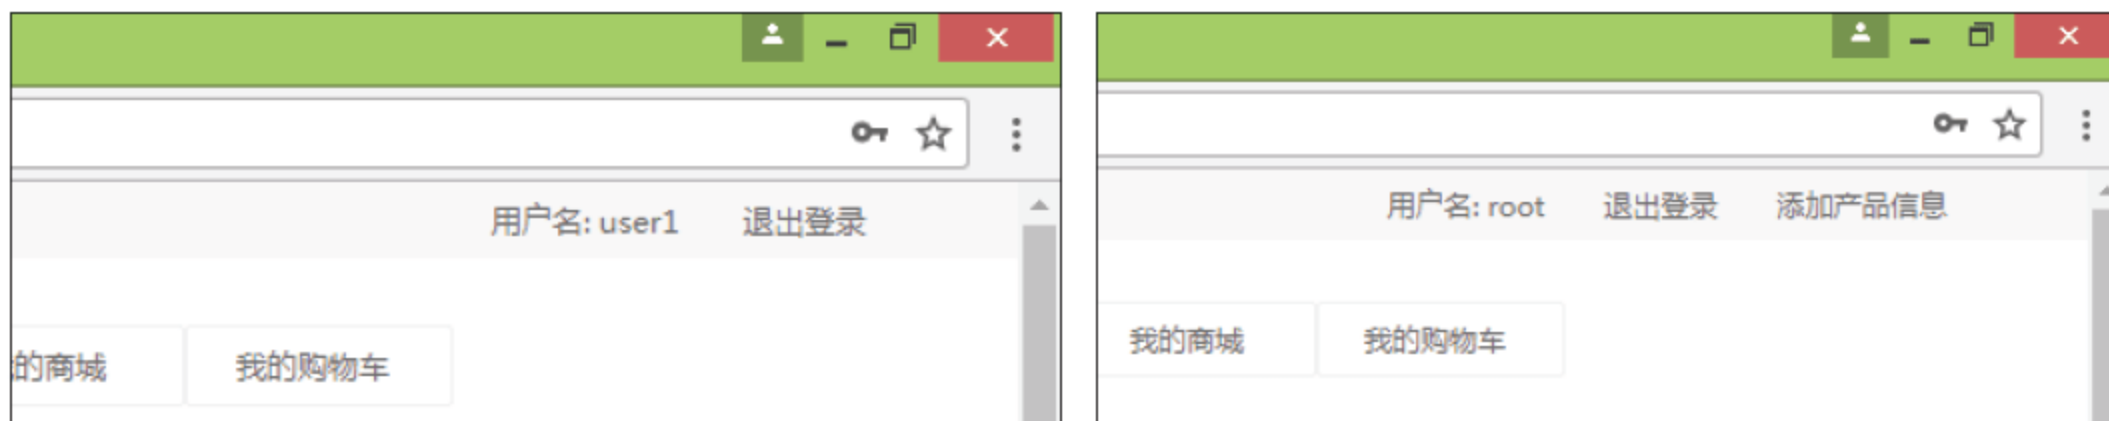 用户名: user1 退出登录
的商城 我的购物车
用户名: root 退出登录 添加产品信息
我的商城 我的购物车